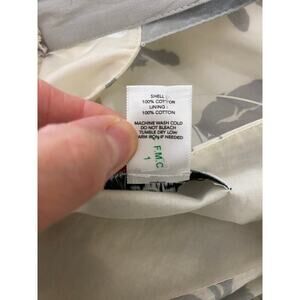 SHELL:
100% COTTON
LINING:
100% COTTON
MACHINE WASH COLD
DO NOT BLEACH
TUMBLE DRY LOW
WARM IRON IF NEEDED
F.M.C
1